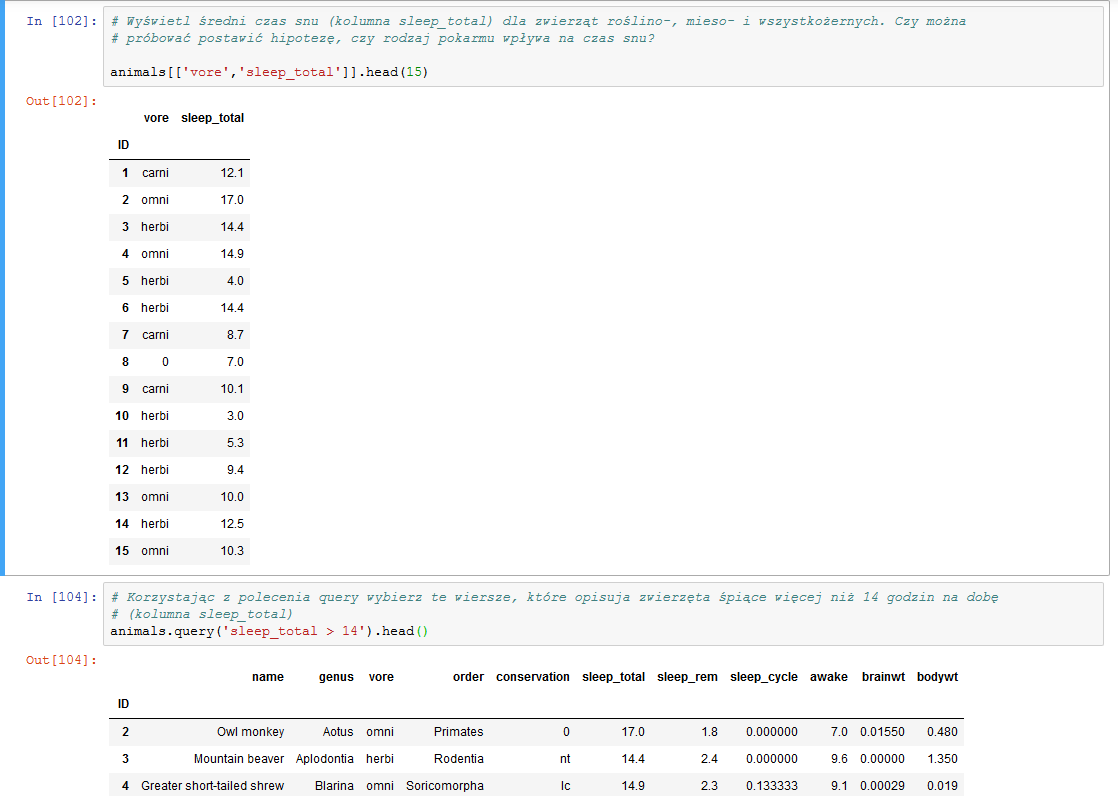 In [102]: # Wyświetl średni czas snu (kolumna sleep_total) dla zwierząt roślino-, mieso- i wszystkożernych. Czy można
# próbować postawić hipotezę, czy rodzaj pokarmu wpływa na czas snu?
animals[['vore','sleep_total']].head(15)
Out[102]:
vore sleep_total
ID
1 carni 12.1
2 omni 17.0
3 herbi 14.4
4 omni 14.9
5 herbi 4.0
6 herbi 14.4
7 carni 8.7
8 0 7.0
9 carni 10.1
10 herbi 3.0
11 herbi 5.3
12 herbi 9.4
13 omni 10.0
14 herbi 12.5
15 omni 10.3
In [104]: # Korzystając z polecenia query wybierz te wiersze, które opisuja zwierzęta śpiące więcej niż 14 godzin na dobę
# (kolumna sleep_total)
animals.query('sleep_total > 14').head()
Out[104]:
name genus vore order conservation sleep_total sleep_rem sleep_cycle awake brainwt bodywt
ID
2 Owl monkey Aotus omni Primates 0 17.0 1.8 0.000000 7.0 0.01550 0.480
3 Mountain beaver Aplodontia herbi Rodentia nt 14.4 2.4 0.000000 9.6 0.00000 1.350
4 Greater short-tailed shrew Blarina omni Soricomorpha lc 14.9 2.3 0.133333 9.1 0.00029 0.019